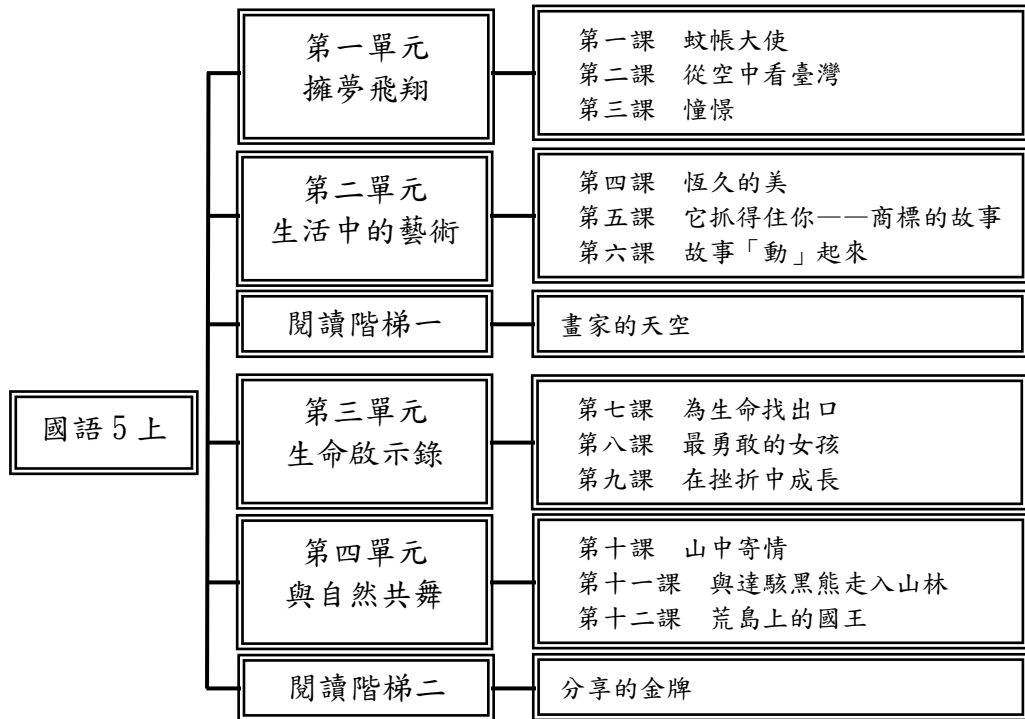 國語5上
第一單元
擁夢飛翔
第一課 蚊帳大使
第二課 從空中看臺灣
第三課 憧憬
第二單元
生活中的藝術
第四課 恆久的美
第五課 它抓得住你——商標的故事
第六課 故事「動」起來
閱讀階梯一
畫家的天空
第三單元
生命啟示錄
第七課 為生命找出口
第八課 最勇敢的女孩
第九課 在挫折中成長
第四單元
與自然共舞
第十課 山中寄情
第十一課 與達駭黑熊走入山林
第十二課 荒島上的國王
閱讀階梯二
分享的金牌